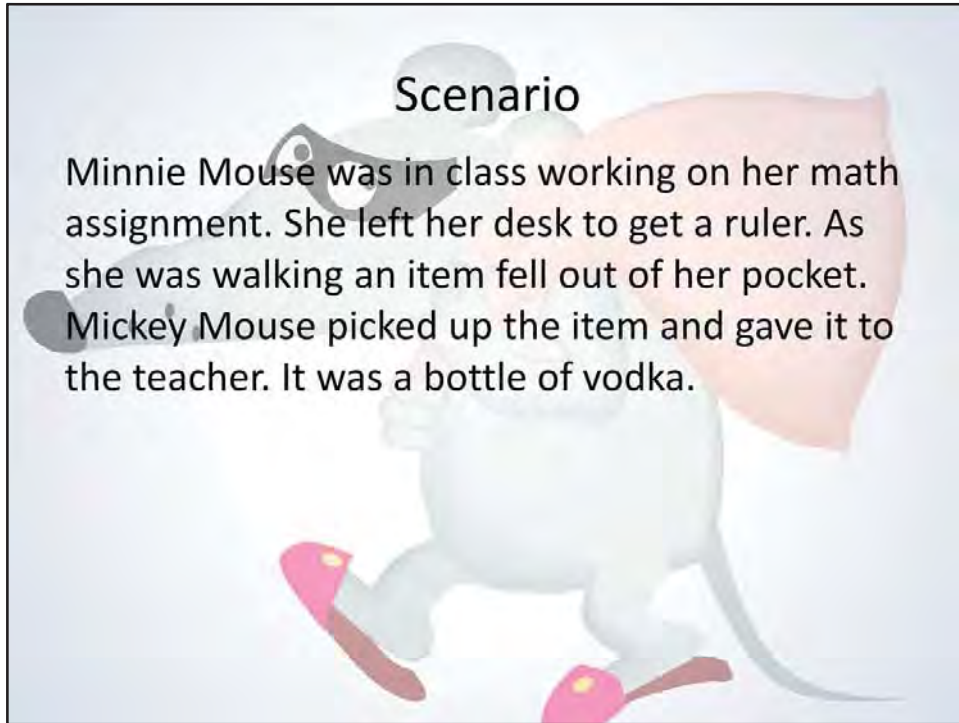 Scenario
Minnie Mouse was in class working on her math
assignment. She left her desk to get a ruler. As
she was walking an item fell out of her pocket.
Mickey Mouse picked up the item and gave it to
the teacher. It was a bottle of vodka.